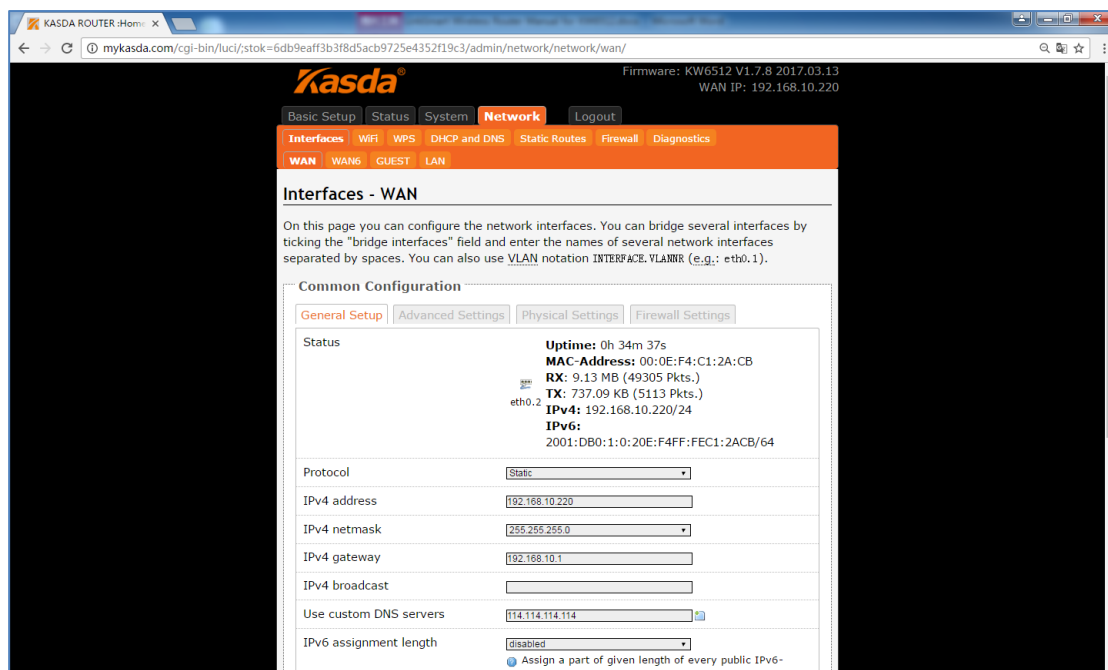 KASDA ROUTER :Home
mykasda.com/cgi-bin/luci/;stok=6db9eaff3b3f8d5acb9725e4352f19c3/admin/network/network/wan/
Kasda®
Firmware: KW6512 V1.7.8 2017.03.13
WAN IP: 192.168.10.220
Basic Setup Status System Network Logout
Interfaces WiFi WPS DHCP and DNS Static Routes Firewall Diagnostics
WAN WAN6 GUEST LAN
Interfaces - WAN
On this page you can configure the network interfaces. You can bridge several interfaces by
ticking the "bridge interfaces" field and enter the names of several network interfaces
separated by spaces. You can also use VLAN notation INTERFACE.VLANNR (e.g.: eth0.1).
Common Configuration
General Setup Advanced Settings Physical Settings Firewall Settings
Status
Uptime: 0h 34m 37s
MAC-Address: 00:0E:F4:C1:2A:CB
RX: 9.13 MB (49305 Pkts.)
TX: 737.09 KB (5113 Pkts.)
eth0.2
IPv4: 192.168.10.220/24
IPv6:
2001:DB0:1:0:20E:F4FF:FEC1:2ACB/64
Protocol Static
IPv4 address 192.168.10.220
IPv4 netmask 255.255.255.0
IPv4 gateway 192.168.10.1
IPv4 broadcast
Use custom DNS servers 114.114.114.114
IPv6 assignment length disabled
Assign a part of given length of every public IPv6-